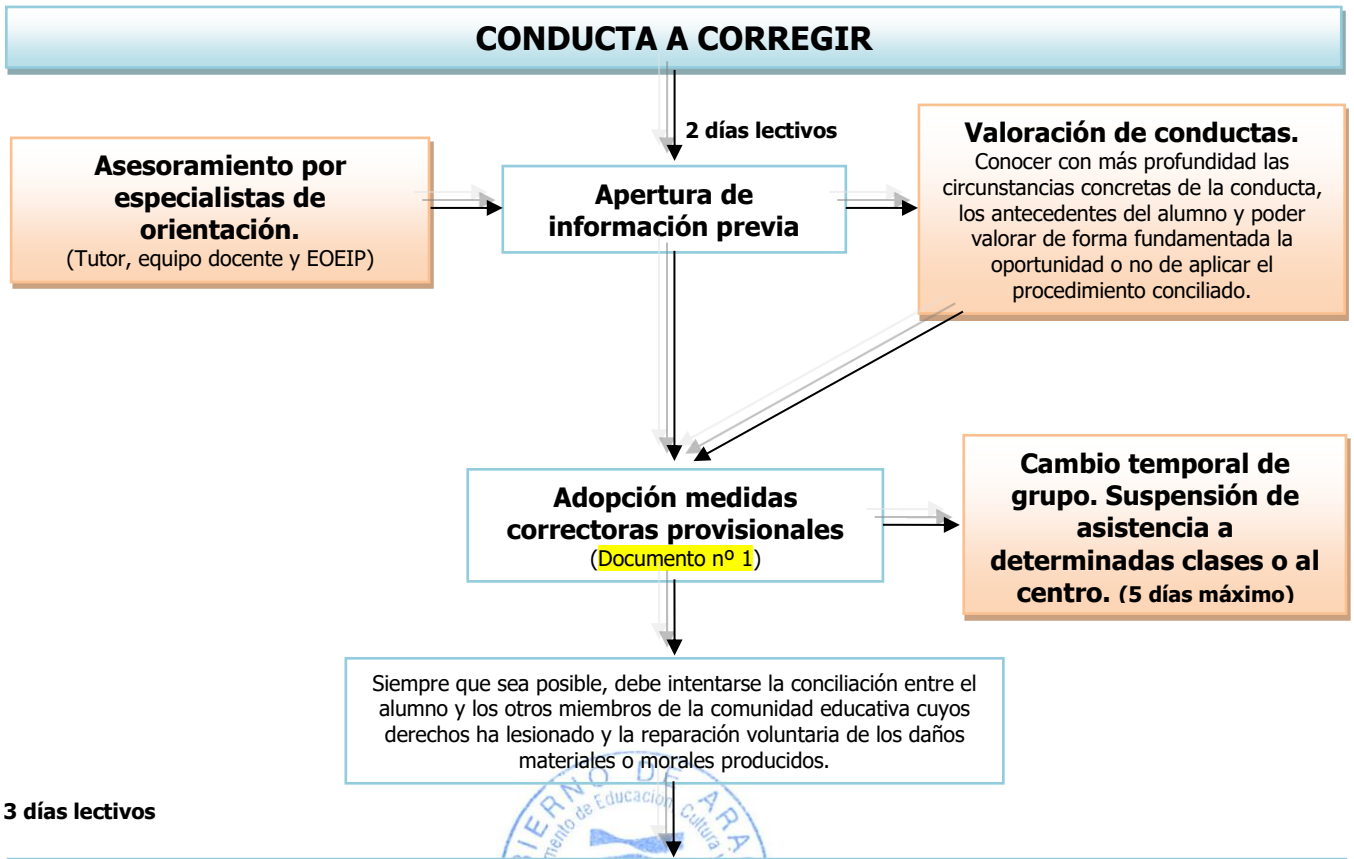 CONDUCTA A CORREGIR
2 días lectivos
Asesoramiento por
especialistas de
orientación.
(Tutor, equipo docente y EOEIP)
Apertura de
información previa
Valoración de conductas.
Conocer con más profundidad las
circunstancias concretas de la conducta,
los antecedentes del alumno y poder
valorar de forma fundamentada la
oportunidad o no de aplicar el
procedimiento conciliado.
Adopción medidas
correctoras provisionales
(Documento nº 1)
Cambio temporal de
grupo. Suspensión de
asistencia a
determinadas clases o al
centro. (5 días máximo)
Siempre que sea posible, debe intentarse la conciliación entre el
alumno y los otros miembros de la comunidad educativa cuyos
derechos ha lesionado y la reparación voluntaria de los daños
materiales o morales producidos.
3 días lectivos
DE
Educación